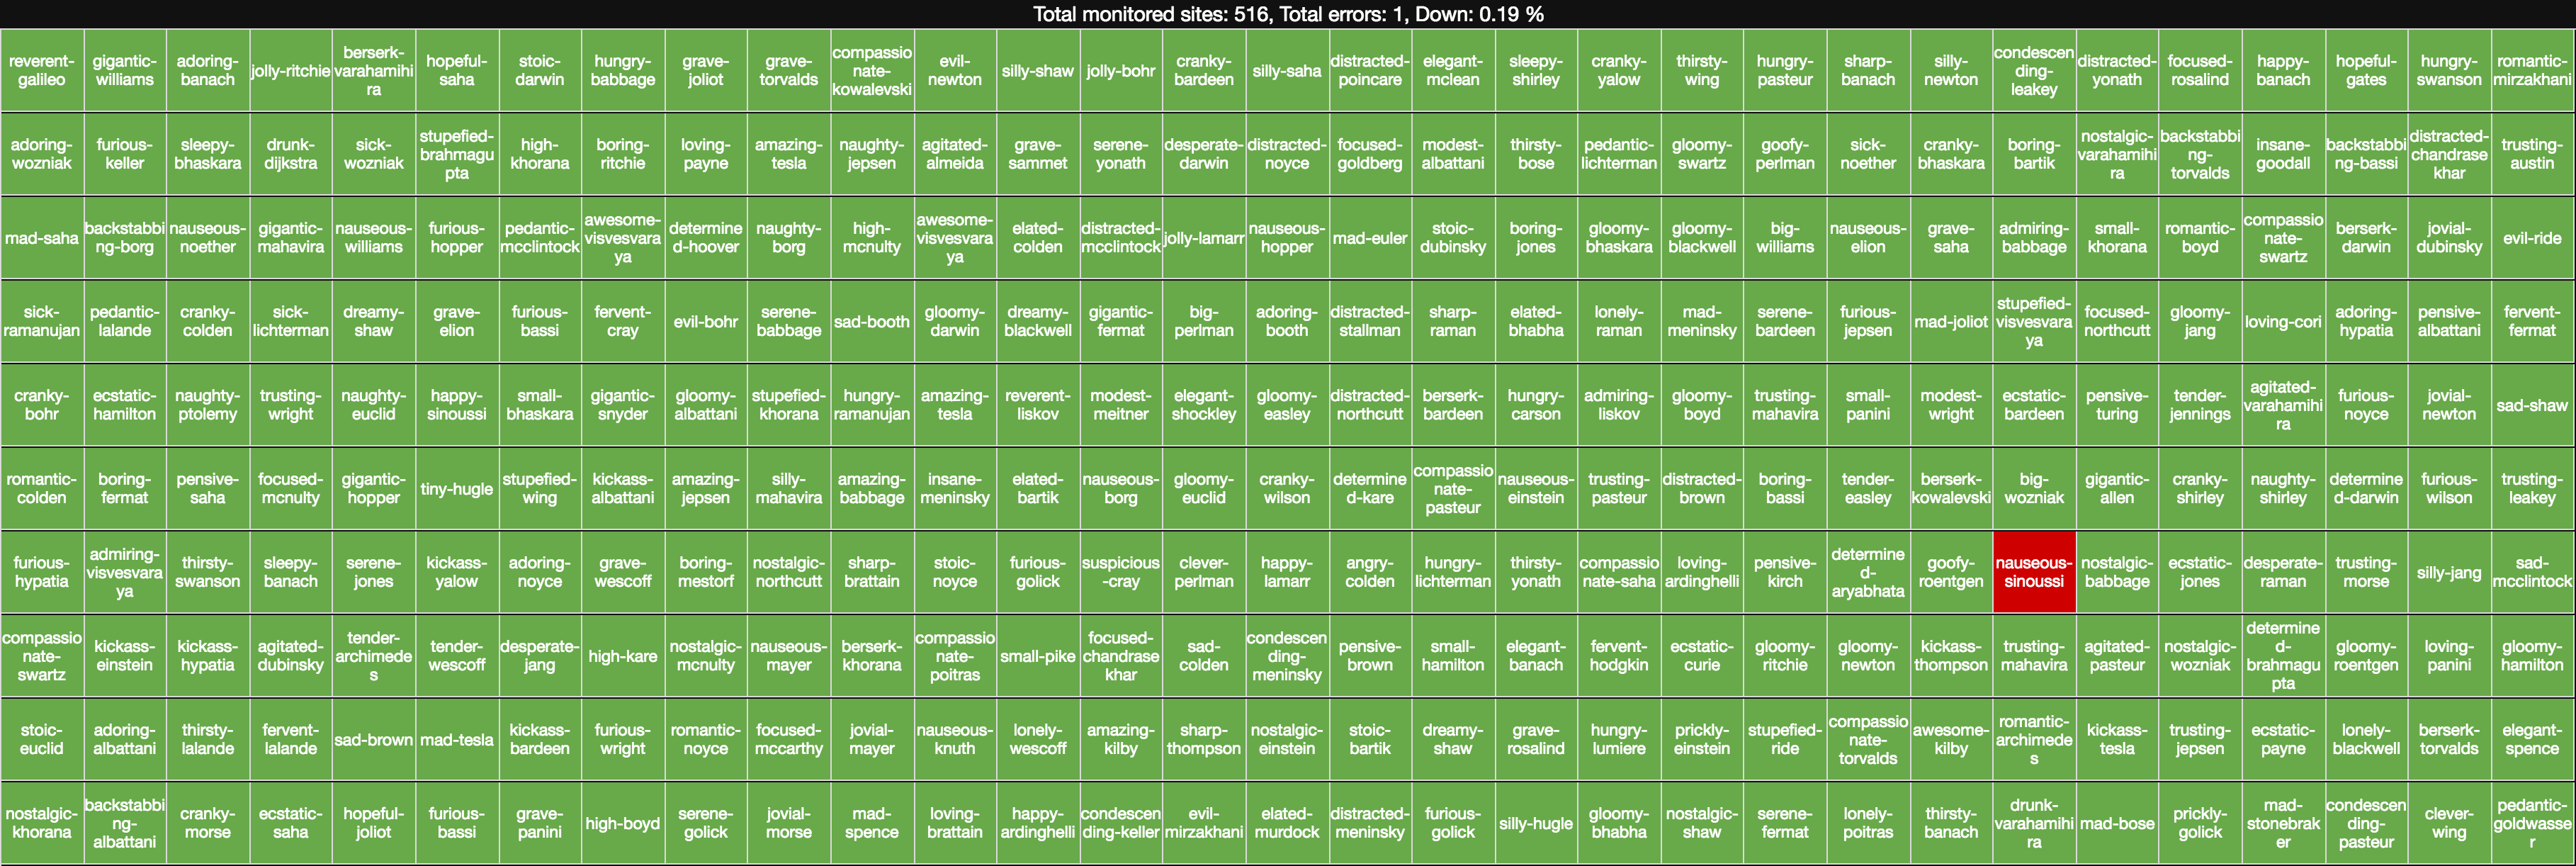 Total monitored sites: 516, Total errors: 1, Down: 0.19 %
reverent-galileo gigantic-williams adoring-banach jolly-ritchie berserk-varahamihira hopeful-saha stoic-darwin hungry-babbage grave-joliot grave-torvalds compassionate-kowalevski evil-newton silly-shaw jolly-bohr cranky-bardeen silly-saha distracted-poincare elegant-mclean sleepy-shirley cranky-yalow thirsty-wing hungry-pasteur sharp-banach silly-newton condescending-leakey distracted-yonath focused-rosalind happy-banach hopeful-gates hungry-swanson romantic-mirzakhani
adoring-wozniak furious-keller sleepy-bhaskara drunk-dijkstra sick-wozniak stupefied-brahmagupta high-khorana boring-ritchie loving-payne amazing-tesla naughty-jepsen agitated-almeida grave-sammet serene-yonath desperate-darwin distracted-noyce focused-goldberg modest-albattani thirsty-bose pedantic-lichterman gloomy-swartz goofy-perlman sick-noether cranky-bhaskara boring-bartik nostalgic-varahamihira backstabbing-torvalds insane-goodall backstabbing-bassi distracted-chandrasekhar trusting-austin
mad-saha backstabbing-borg nauseous-noether gigantic-mahavira nauseous-williams furious-hopper pedantic-mcclintock awesome-visvesvaraya determined-hoover naughty-borg high-mcnulty awesome-visvesvaraya elated-colden distracted-mcclintock jolly-lamarr nauseous-hopper mad-euler stoic-dubinsky boring-jones gloomy-bhaskara gloomy-blackwell big-williams nauseous-elion grave-saha admiring-babbage small-khorana romantic-boyd compassionate-swartz berserk-darwin jovial-dubinsky evil-ride
sick-ramanujan pedantic-lalande cranky-colden sick-lichterman dreamy-shaw grave-elion furious-bassi fervent-cray evil-bohr serene-babbage sad-booth gloomy-darwin dreamy-blackwell gigantic-fermat big-perlman adoring-booth distracted-stallman sharp-raman elated-bhabha lonely-raman mad-meninsky serene-bardeen furious-jepsen mad-joliot stupefied-visvesvaraya focused-northcutt gloomy-jang loving-cori adoring-hypatia pensive-albattani fervent-fermat
cranky-bohr ecstatic-hamilton naughty-ptolemy trusting-wright naughty-euclid happy-sinoussi small-bhaskara gigantic-snyder gloomy-albattani stupefied-khorana hungry-ramanujan amazing-tesla reverent-liskov modest-meitner elegant-shockley gloomy-easley distracted-northcutt berserk-bardeen hungry-carson admiring-liskov gloomy-boyd trusting-mahavira small-panini modest-wright ecstatic-bardeen pensive-turing tender-jennings agitated-varahamihira furious-noyce jovial-newton sad-shaw
romantic-colden boring-fermat pensive-saha focused-mcnulty gigantic-hopper tiny-hugle stupefied-wing kickass-albattani amazing-jepsen silly-mahavira amazing-babbage insane-meninsky elated-bartik nauseous-borg gloomy-euclid cranky-wilson determined-kare compassionate-pasteur nauseous-einstein trusting-pasteur distracted-brown boring-bassi tender-easley berserk-kowalevski big-wozniak gigantic-allen cranky-shirley naughty-shirley determined-darwin furious-wilson trusting-leakey
furious-hypatia admiring-visvesvaraya thirsty-swanson sleepy-banach serene-jones kickass-yalow adoring-noyce grave-wescoff boring-mestorf nostalgic-northcutt sharp-brattain stoic-noyce furious-golick suspicious-cray clever-perlman happy-lamarr angry-colden hungry-lichterman thirsty-yonath compassionate-saha loving-ardinghelli pensive-kirch determined-aryabhata goofy-roentgen nauseous-sinoussi nostalgic-babbage ecstatic-jones desperate-raman trusting-morse silly-jang sad-mcclintock
compassionate-swartz kickass-einstein kickass-hypatia agitated-dubinsky tender-archimedes tender-wescoff desperate-jang high-kare nostalgic-mcnulty nauseous-mayer berserk-khorana compassionate-poitras small-pike focused-chandrasekhar sad-colden condescending-meninsky pensive-brown small-hamilton elegant-banach fervent-hodgkin ecstatic-curie gloomy-ritchie gloomy-newton kickass-thompson trusting-mahavira agitated-pasteur nostalgic-wozniak determined-brahmagupta gloomy-roentgen loving-panini gloomy-hamilton
stoic-euclid adoring-albattani thirsty-lalande fervent-lalande sad-brown mad-tesla kickass-bardeen furious-wright romantic-noyce focused-mccarthy jovial-mayer nauseous-knuth lonely-wescoff amazing-kilby sharp-thompson nostalgic-einstein stoic-bartik dreamy-shaw grave-rosalind hungry-lumiere prickly-einstein stupefied-ride compassionate-torvalds awesome-kilby romantic-archimedes kickass-tesla trusting-jepsen ecstatic-payne lonely-blackwell berserk-torvalds elegant-spence
nostalgic-khorana backstabbing-albattani cranky-morse ecstatic-saha hopeful-joliot furious-bassi grave-panini high-boyd serene-golick jovial-morse mad-spence loving-brattain happy-ardinghelli condescending-keller evil-mirzakhani elated-murdock distracted-meninsky furious-golick silly-hugle gloomy-bhabha nostalgic-shaw serene-fermat lonely-poitras thirsty-banach drunk-varahamihira mad-bose prickly-golick mad-stonebraker condescending-pasteur clever-wing pedantic-goldwasser